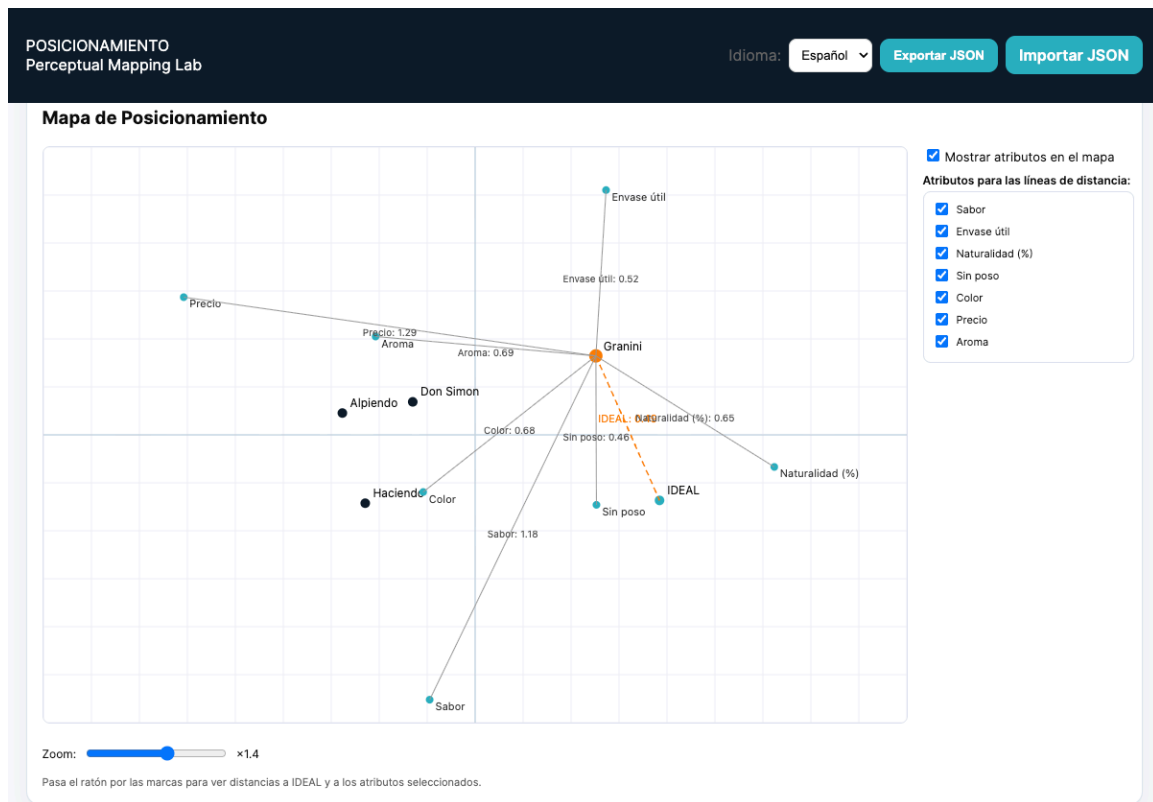 POSICIONAMIENTO
Perceptual Mapping Lab
Idioma:
Español
Exportar JSON
Importar JSON
Mapa de Posicionamiento
Mostrar atributos en el mapa
Atributos para las líneas de distancia:
Sabor
Envase útil
Naturalidad (%)
Sin poso
Color
Precio
Aroma
Envase útil
Envase útil: 0.52
Precio
Precio: 1.29
Aroma
Aroma: 0.69
Granini
Don Simon
Alpiendo
IDEAL:
Naturalidad (%): 0.65
Color: 0.68
Sin poso: 0.46
Naturalidad (%)
IDEAL
Haciendo
Color
Sin poso
Sabor: 1.18
Sabor
Zoom:
×1.4
Pasa el ratón por las marcas para ver distancias a IDEAL y a los atributos seleccionados.